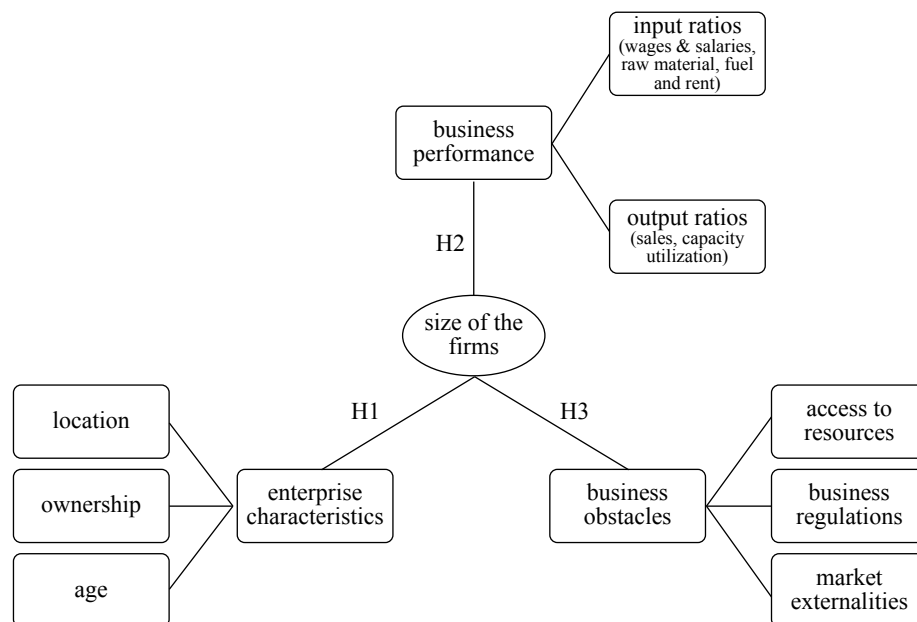 input ratios
(wages & salaries,
raw material, fuel
and rent)
business
performance
output ratios
(sales, capacity
utilization)
H2
size of the
firms
H1
H3
location
ownership
age
enterprise
characteristics
business
obstacles
access to
resources
business
regulations
market
externalities